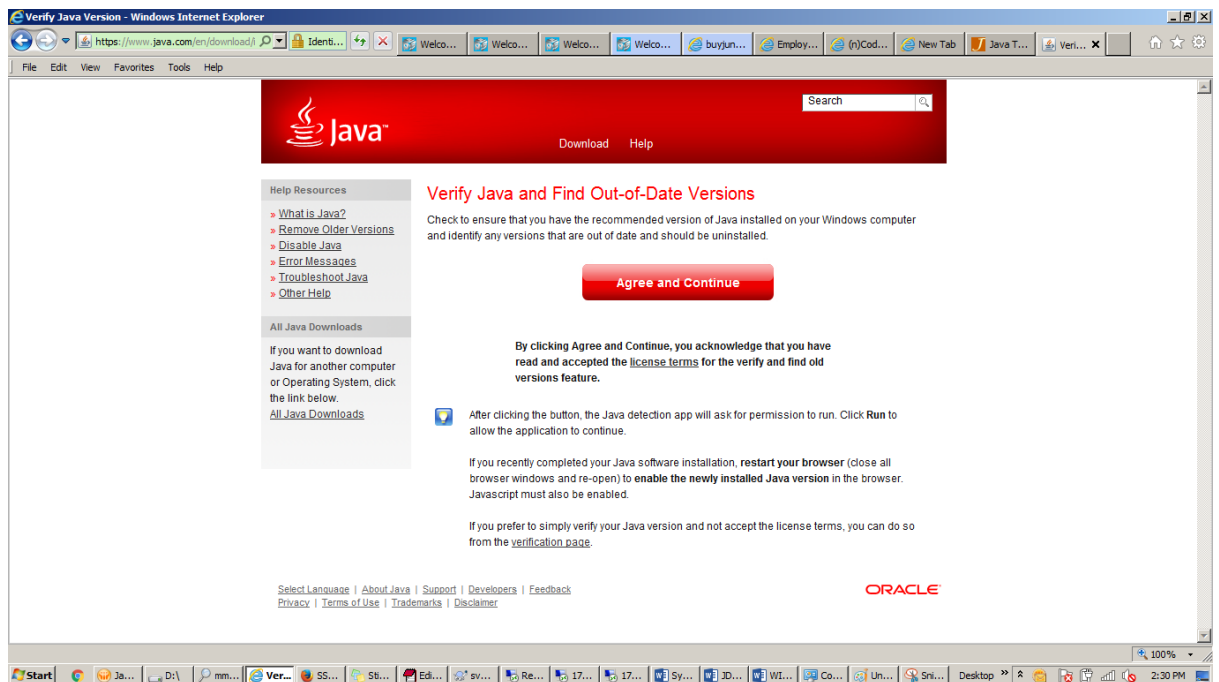 Verify Java Version - Windows Internet Explorer
https://www.java.com/en/download/i
Identi...
Welco...
Welco...
Welco...
Welco...
buyjun...
Employ...
(n)Cod...
New Tab
Java T...
Veri...
File Edit View Favorites Tools Help
Java™
Search
Download Help
Help Resources
» What is Java?
» Remove Older Versions
» Disable Java
» Error Messages
» Troubleshoot Java
» Other Help
All Java Downloads
If you want to download
Java for another computer
or Operating System, click
the link below.
All Java Downloads
Verify Java and Find Out-of-Date Versions
Check to ensure that you have the recommended version of Java installed on your Windows computer
and identify any versions that are out of date and should be uninstalled.
Agree and Continue
By clicking Agree and Continue, you acknowledge that you have
read and accepted the license terms for the verify and find old
versions feature.
After clicking the button, the Java detection app will ask for permission to run. Click Run to
allow the application to continue.
If you recently completed your Java software installation, restart your browser (close all
browser windows and re-open) to enable the newly installed Java version in the browser.
Javascript must also be enabled.
If you prefer to simply verify your Java version and not accept the license terms, you can do so
from the verification page.
Select Language | About Java | Support | Developers | Feedback
Privacy | Terms of Use | Trademarks | Disclaimer
ORACLE
100%
Start
Ja...
D:\
mm...
Ver...
SS...
Sti...
Edi...
sv...
Re...
17...
17...
Sy...
JD...
WI...
Co...
Un...
Sni...
Desktop
2:30 PM